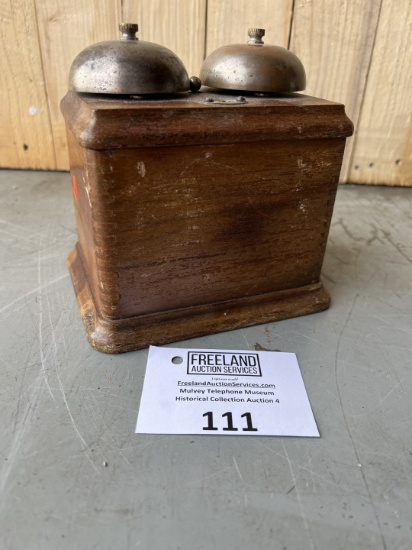 FREELAND
AUCTION SERVICES
FreelandAuctionServices.com
Mulvey Telephone Museum
Historical Collection Auction 4
111